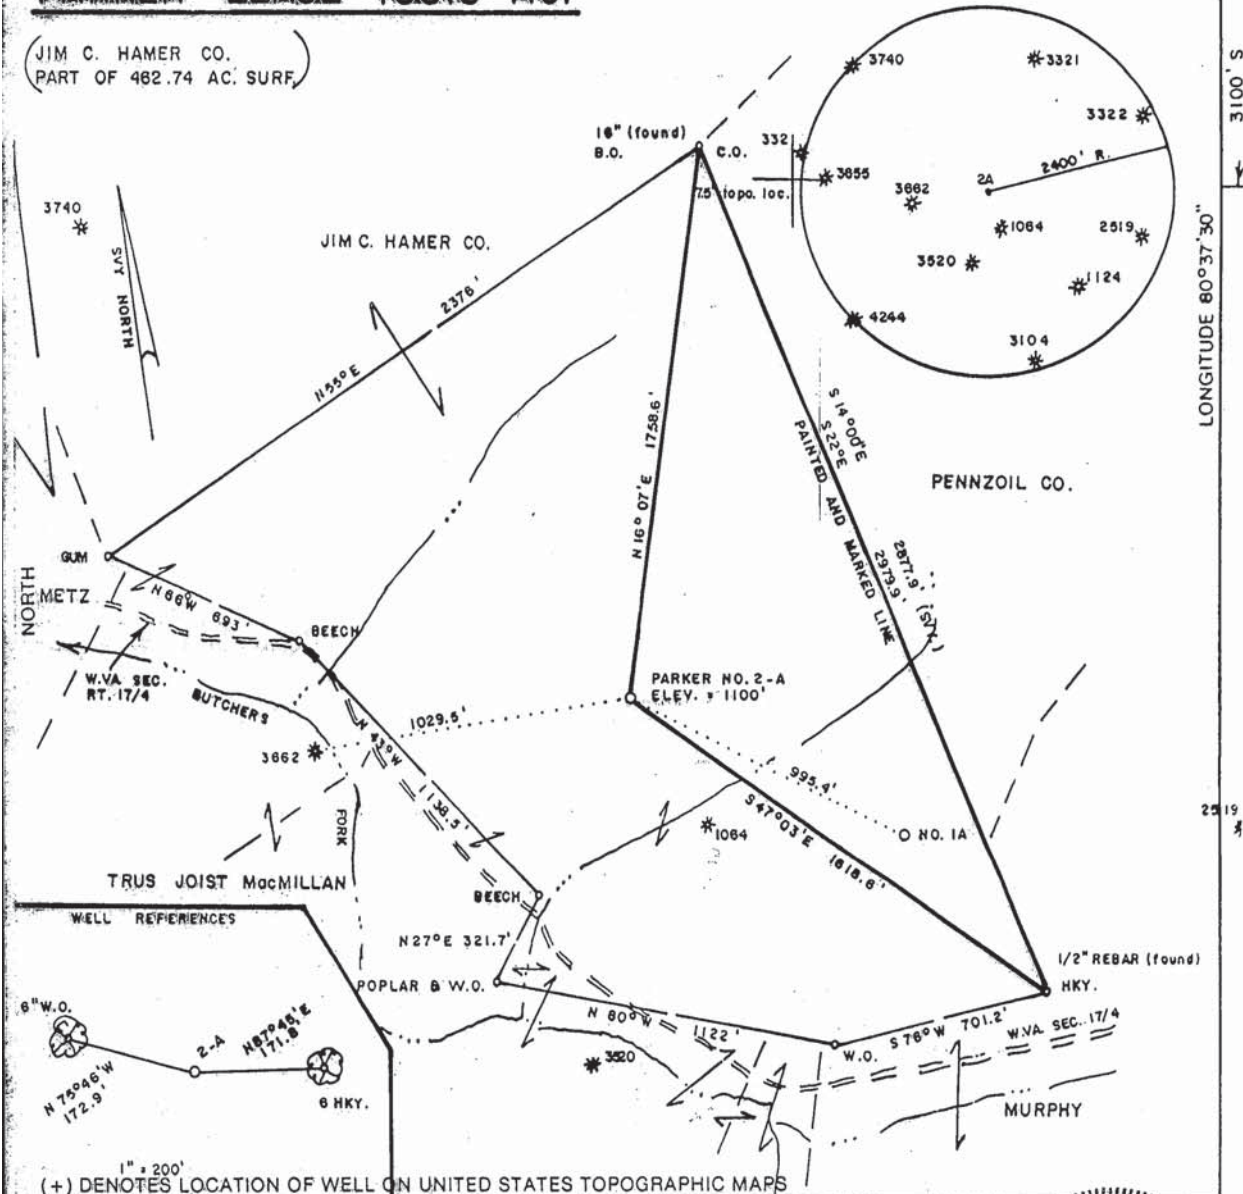 JIM C. HAMER CO.
PART OF 462.74 AC. SURF.
3740
SVY NORTH
JIM C. HAMER CO.
16" (found)
B.O.
C.O.
7.5' topo. loc.
3740
3321
3322
332
3655
3662
2A
2400' R.
1064
2519
3520
1124
4244
3104
3100' S
LONGITUDE 80°37'30"
2376'
N 55° E
N 16° 07' E 1758.6'
S 14°00'E
S 22°E
PAINTED AND MARKED LINE
2877.9'
2979.9' (SVY.)
PENNZOIL CO.
GUM
NORTH
METZ
N 66°W 693'
BEECH
W.VA. SEC.
RT. 17/4
BUTCHERS
FORK
3662
1029.5'
PARKER NO. 2-A
ELEV. = 1100'
N 43°W 1138.5'
995.4'
S 47°03'E 1618.6'
1064
NO. 1A
2519
TRUS JOIST MacMILLAN
BEECH
N 27°E 321.7'
POPLAR & W.O.
1/2" REBAR (found)
HKY.
N 80°W 1122'
W.O.
S 76°W 701.2'
W.VA. SEC. 17/4
3520
MURPHY
WELL REFERENCES
6" W.O.
2-A
N 87°45'E
171.8'
N 75°46'W
172.9'
6 HKY.
1" = 200'
(+) DENOTES LOCATION OF WELL ON UNITED STATES TOPOGRAPHIC MAPS